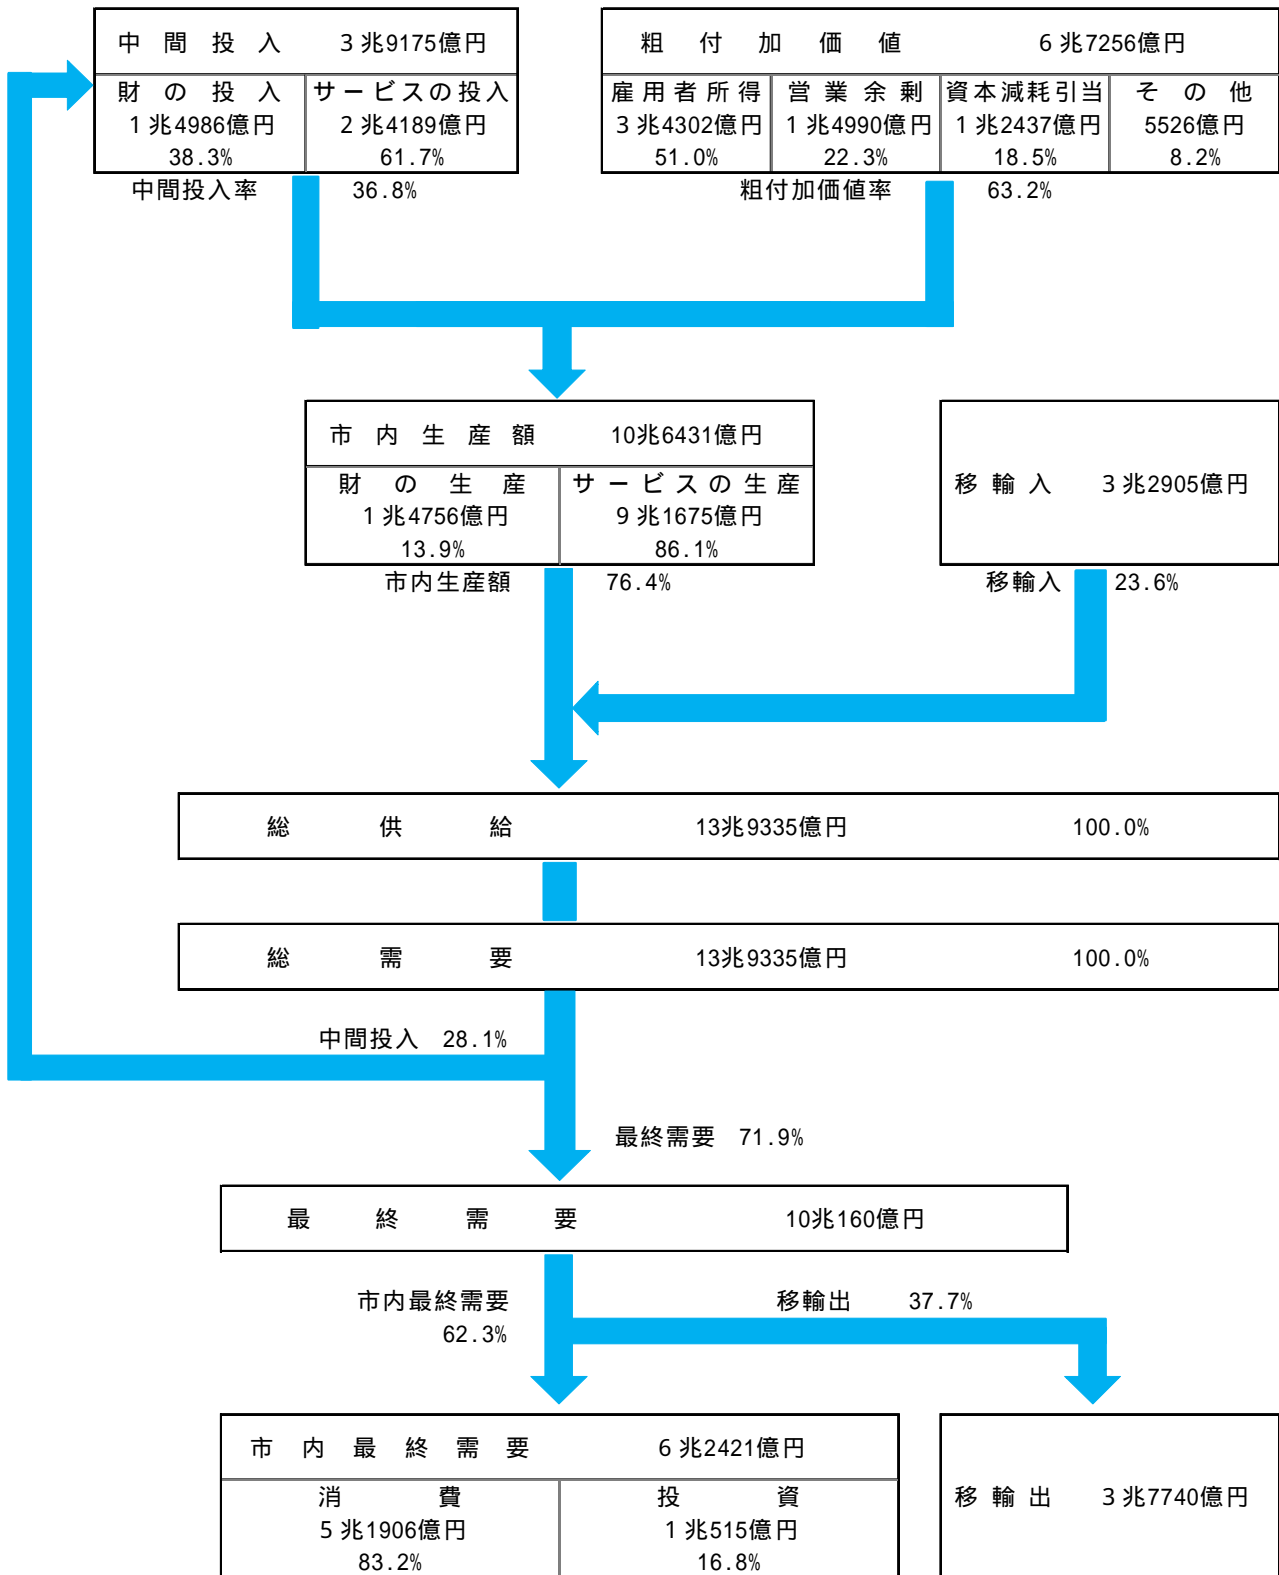 中間投入 3兆9175億円
財の投入 サービスの投入
1兆4986億円 2兆4189億円
38.3% 61.7%
中間投入率 36.8%
粗付加価値 6兆7256億円
雇用者所得 営業余剰 資本減耗引当 その他
3兆4302億円 1兆4990億円 1兆2437億円 5526億円
51.0% 22.3% 18.5% 8.2%
粗付加価値率 63.2%
市内生産額 10兆6431億円
財の生産 サービスの生産
1兆4756億円 9兆1675億円
13.9% 86.1%
市内生産額 76.4%
移輸入 3兆2905億円
移輸入 23.6%
総供給 13兆9335億円 100.0%
総需要 13兆9335億円 100.0%
中間投入 28.1%
最終需要 71.9%
最終需要 10兆160億円
市内最終需要
62.3%
移輸出 37.7%
市内最終需要 6兆2421億円
消費 投資
5兆1906億円 1兆515億円
83.2% 16.8%
移輸出 3兆7740億円